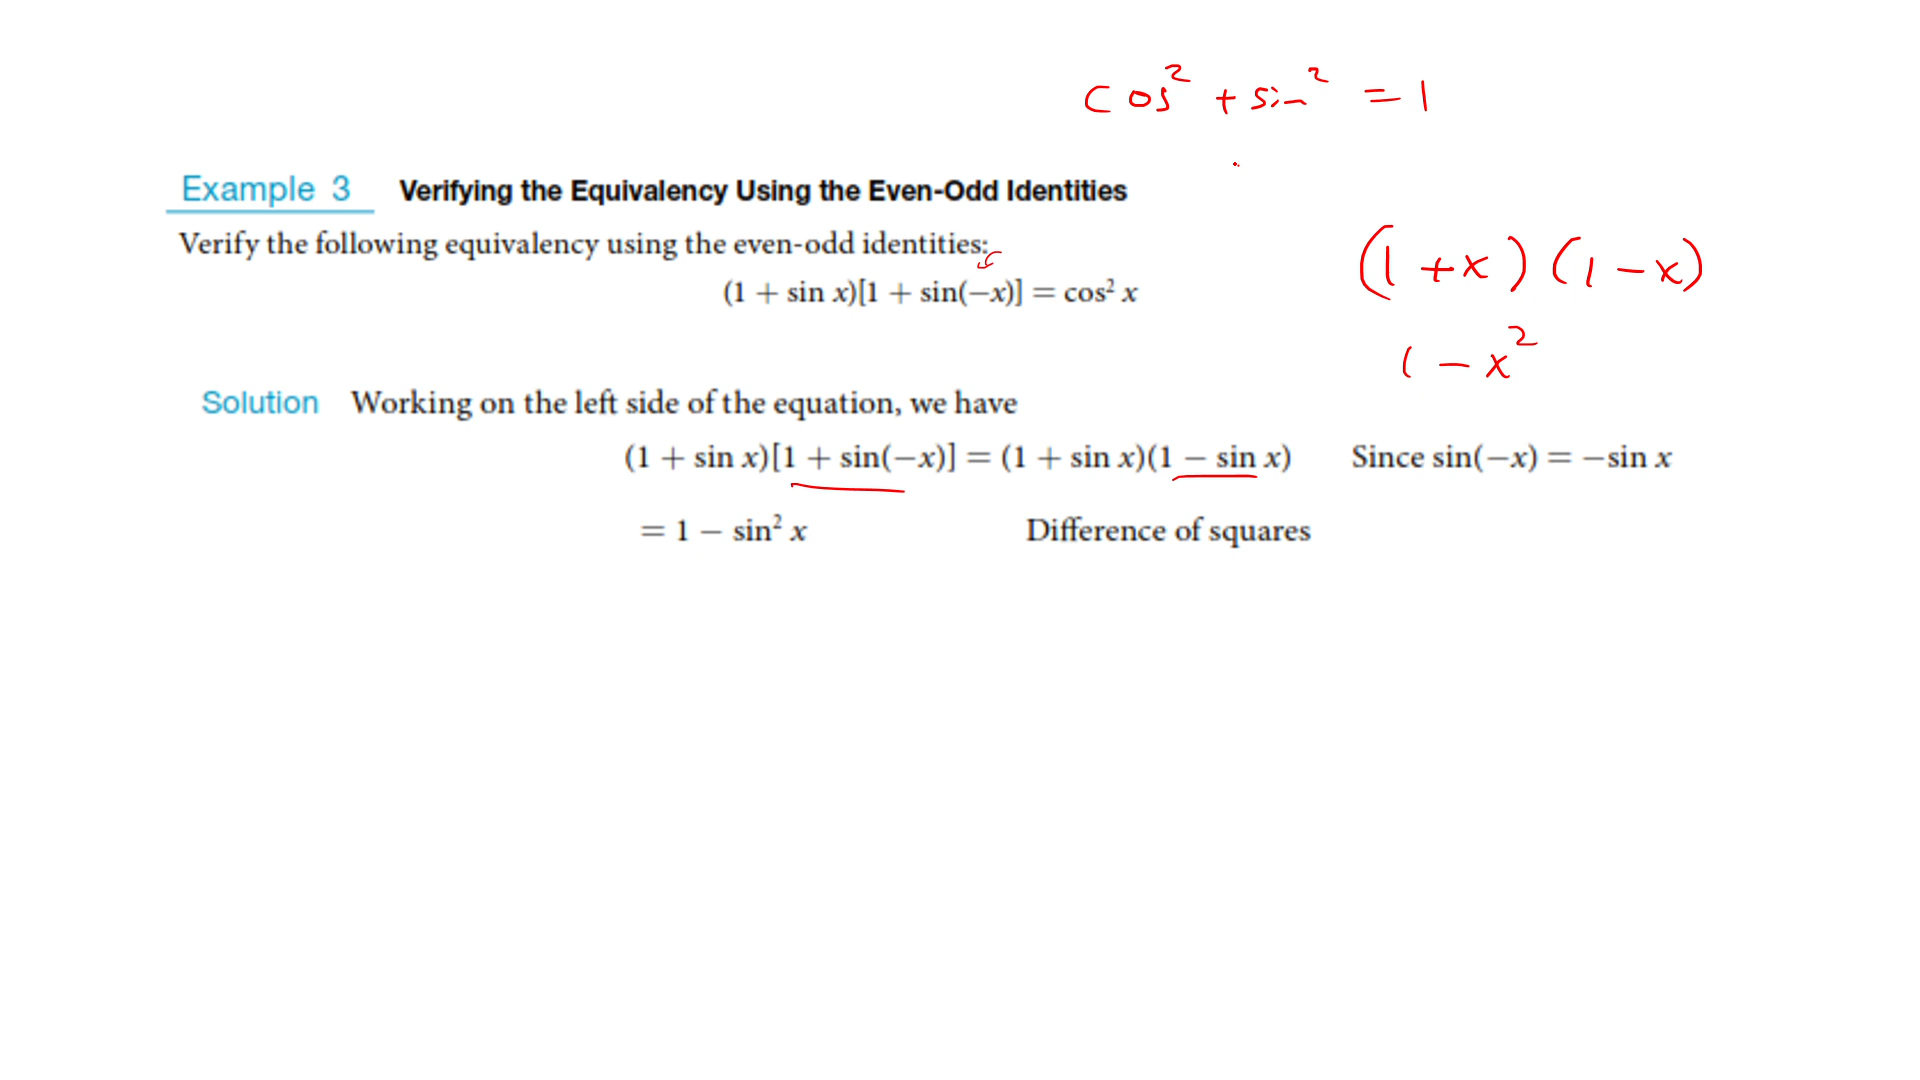 cos² + sin² = 1
Example 3 Verifying the Equivalency Using the Even-Odd Identities
Verify the following equivalency using the even-odd identities:
(1 + sin x)[1 + sin(−x)] = cos² x
(1 + x) (1 − x)
1 − x²
Solution Working on the left side of the equation, we have
(1 + sin x)[1 + sin(−x)] = (1 + sin x)(1 − sin x) Since sin(−x) = −sin x
= 1 − sin² x Difference of squares